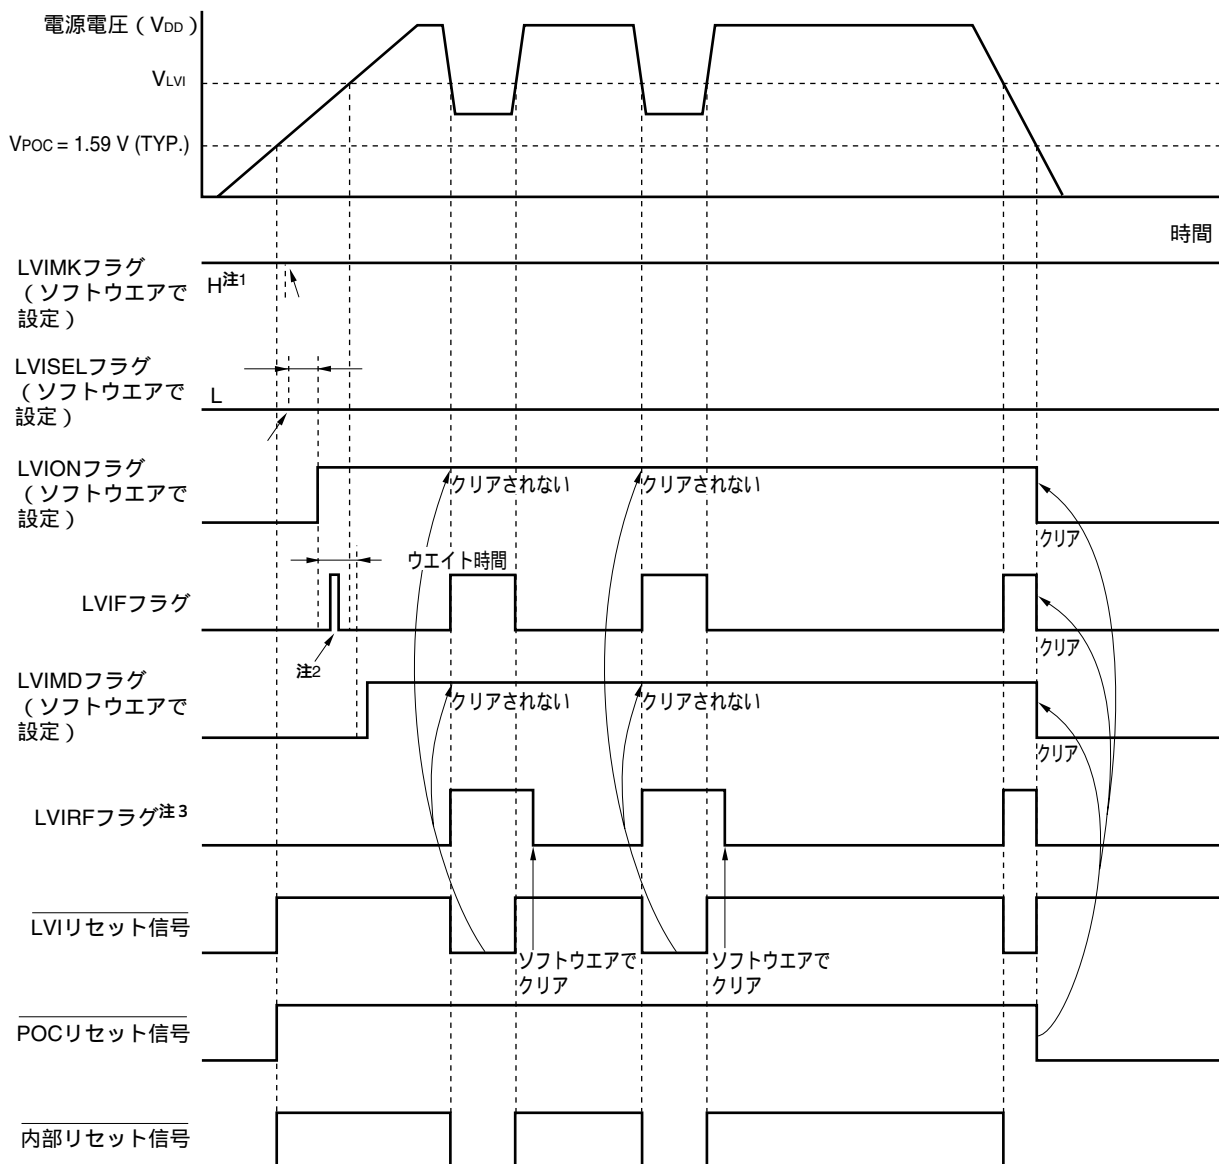 電源電圧（VDD）
VLVI
VPOC = 1.59 V (TYP.)
時間
LVIMKフラグ
（ソフトウエアで
設定）
H注1
LVISELフラグ
（ソフトウエアで
設定）
L
LVIONフラグ
（ソフトウエアで
設定）
クリアされない
クリアされない
クリア
ウエイト時間
LVIFフラグ
注2
クリア
LVIMDフラグ
（ソフトウエアで
設定）
クリアされない
クリアされない
クリア
LVIRFフラグ注3
LVIリセット信号
ソフトウエアで
クリア
ソフトウエアで
クリア
POCリセット信号
内部リセット信号